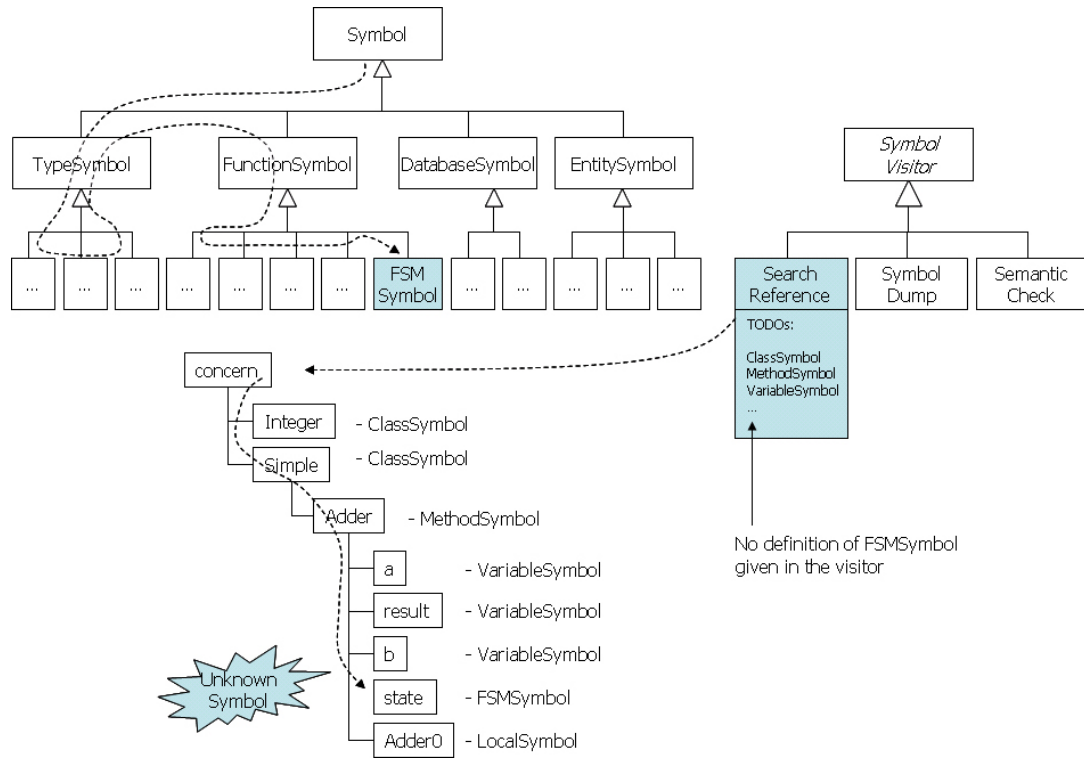 Symbol
TypeSymbol
FunctionSymbol
DatabaseSymbol
EntitySymbol
Symbol
Visitor
...
...
...
...
...
...
...
FSM
Symbol
...
...
...
...
...
Search
Reference
Symbol
Dump
Semantic
Check
TODOs:
ClassSymbol
MethodSymbol
VariableSymbol
...
No definition of FSMSymbol
given in the visitor
concern
Integer - ClassSymbol
Simple - ClassSymbol
Adder - MethodSymbol
a - VariableSymbol
result - VariableSymbol
b - VariableSymbol
state - FSMSymbol
Adder0 - LocalSymbol
Unknown
Symbol